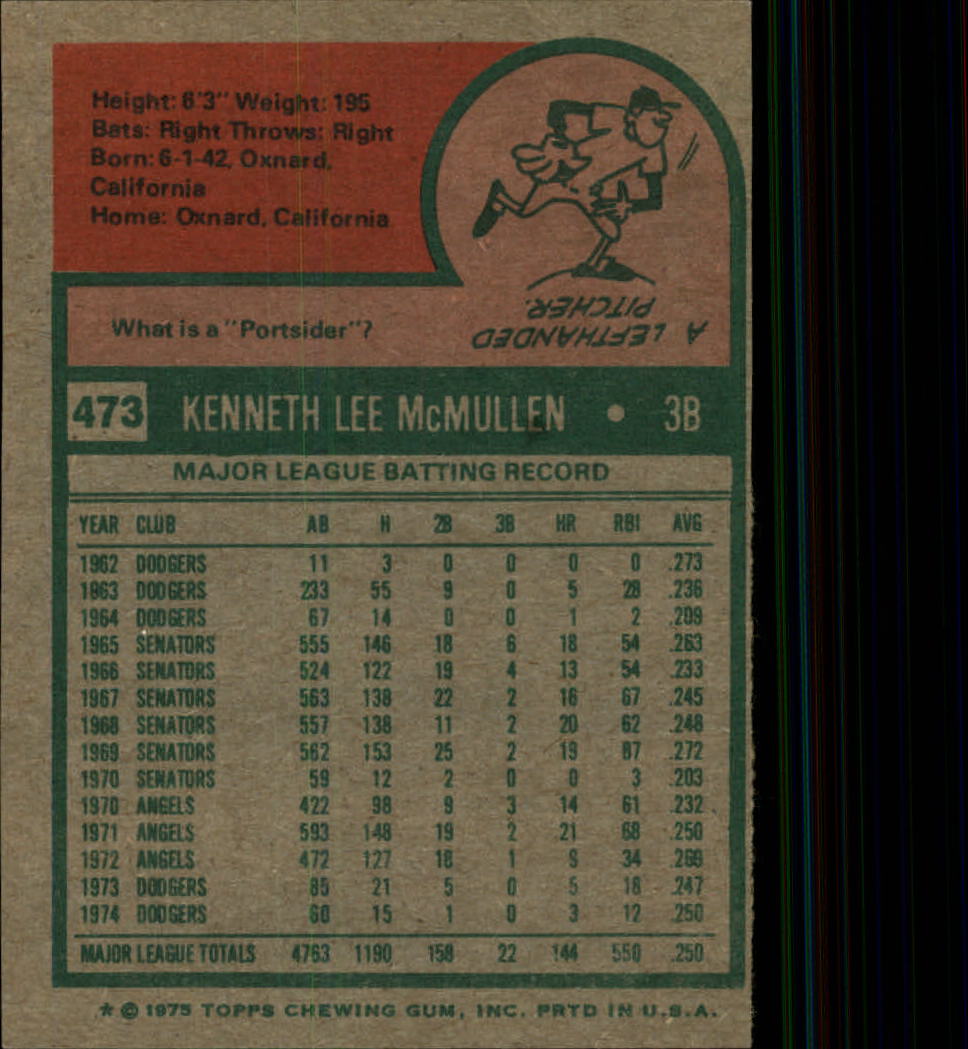 Height: 6'3" Weight: 195
Bats: Right Throws: Right
Born: 6-1-42, Oxnard,
California
Home: Oxnard, California
What is a "Portsider"?
A LEFTHANDED
PITCHER.
473 KENNETH LEE McMULLEN • 3B
MAJOR LEAGUE BATTING RECORD
YEAR CLUB AB H 2B 3B HR RBI AVG
1962 DODGERS 11 3 0 0 0 0 .273
1963 DODGERS 233 55 9 0 5 28 .236
1964 DODGERS 67 14 0 0 1 2 .209
1965 SENATORS 555 146 18 6 18 54 .263
1966 SENATORS 524 122 19 4 13 54 .233
1967 SENATORS 563 138 22 2 16 67 .245
1968 SENATORS 557 138 11 2 20 62 .248
1969 SENATORS 562 153 25 2 19 87 .272
1970 SENATORS 59 12 2 0 0 3 .203
1970 ANGELS 422 98 9 3 14 61 .232
1971 ANGELS 593 148 19 2 21 68 .250
1972 ANGELS 472 127 18 1 9 34 .269
1973 DODGERS 85 21 5 0 5 18 .247
1974 DODGERS 60 15 1 0 3 12 .250
MAJOR LEAGUE TOTALS 4763 1190 158 22 144 550 .250
* © 1975 TOPPS CHEWING GUM, INC. PRTD IN U.S.A.